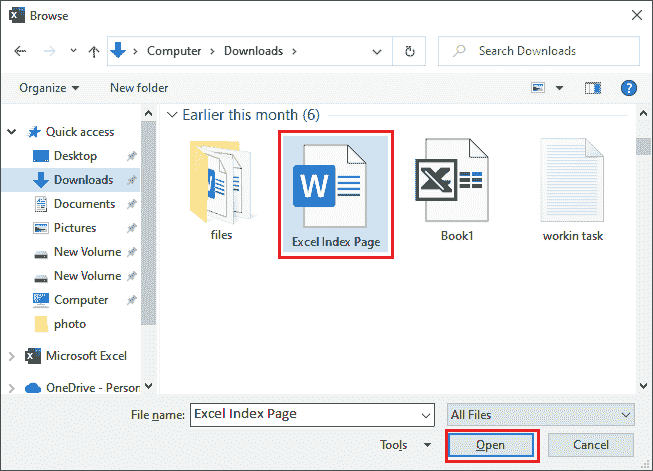 Browse
Computer > Downloads >
Search Downloads
Organize
New folder
?
Quick access
Desktop
Downloads
Documents
Pictures
New Volume
New Volume
Computer
photo
Microsoft Excel
OneDrive - Person
Earlier this month (6)
W
files
Excel Index Page
Book1
workin task
File name:
Excel Index Page
All Files
Tools
Open
Cancel